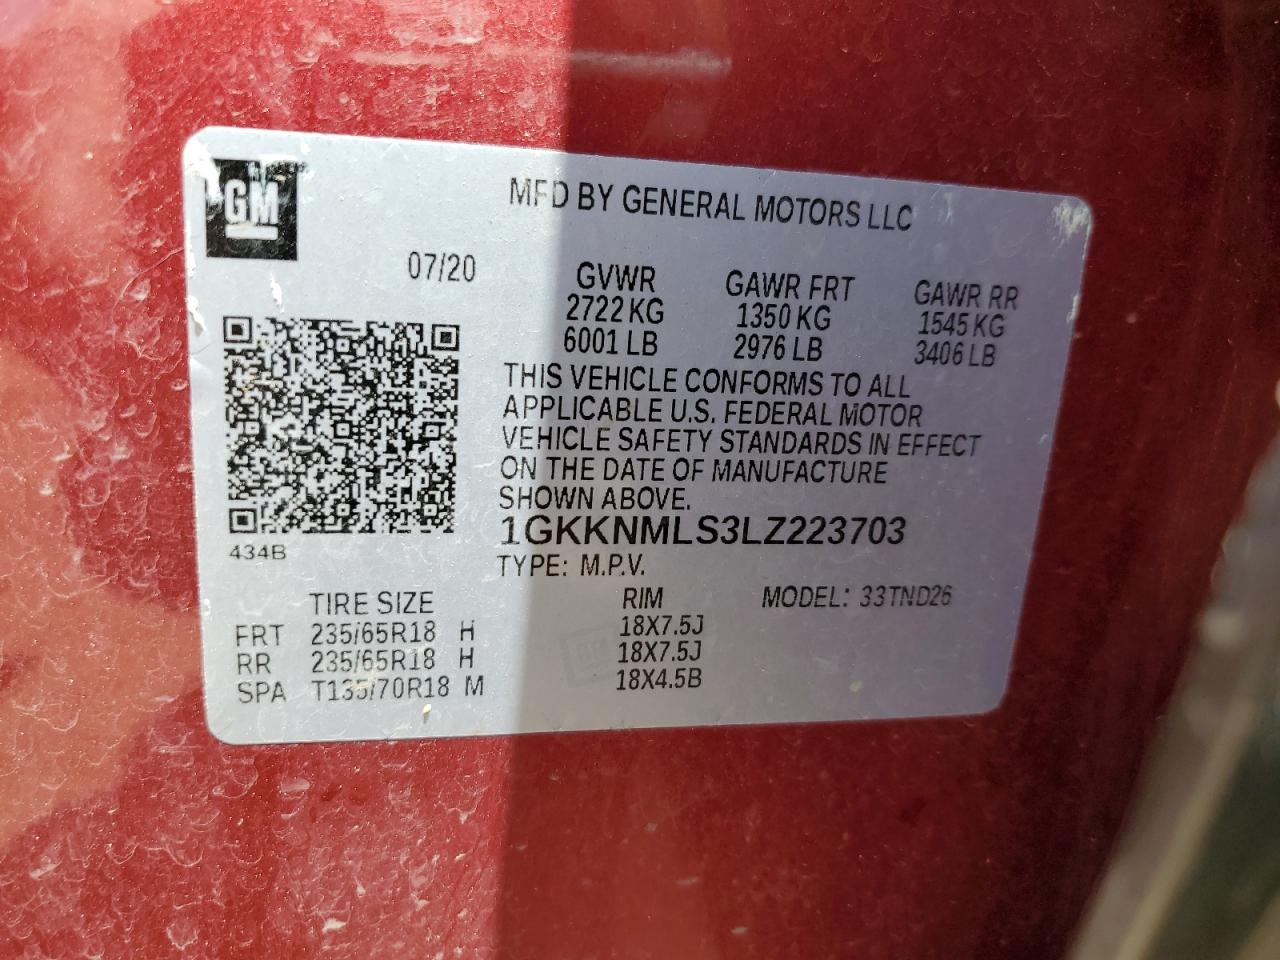 GM
MFD BY GENERAL MOTORS LLC
07/20
GVWR GAWR FRT GAWR RR
2722 KG 1350 KG 1545 KG
6001 LB 2976 LB 3406 LB
THIS VEHICLE CONFORMS TO ALL
APPLICABLE U.S. FEDERAL MOTOR
VEHICLE SAFETY STANDARDS IN EFFECT
ON THE DATE OF MANUFACTURE
SHOWN ABOVE.
1GKKNMLS3LZ223703
434B
TYPE: M.P.V.
TIRE SIZE RIM MODEL: 33TND26
FRT 235/65R18 H 18X7.5J
RR 235/65R18 H 18X7.5J
SPA T135/70R18 M 18X4.5B